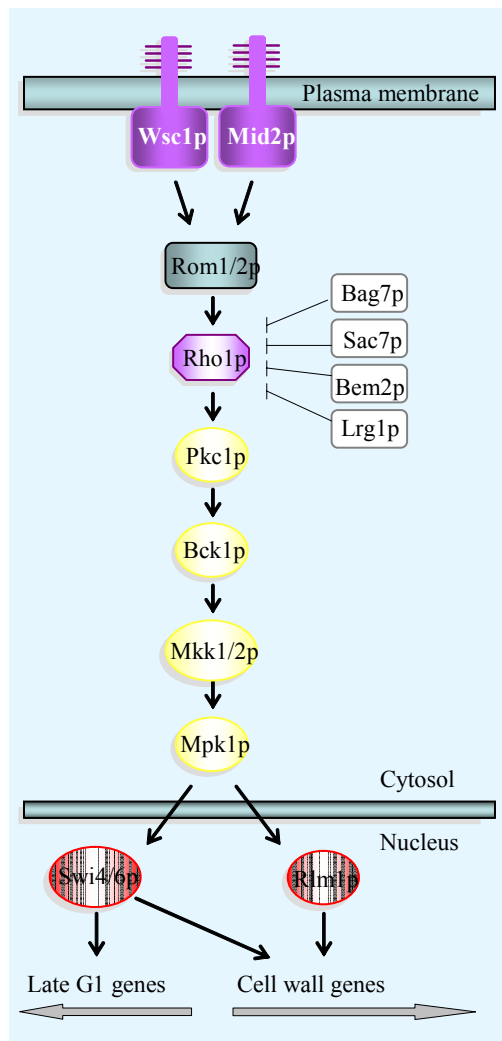 Plasma membrane
Wsc1p
Mid2p
Rom1/2p
Bag7p
Sac7p
Rho1p
Bem2p
Lrg1p
Pkc1p
Bck1p
Mkk1/2p
Mpk1p
Cytosol
Nucleus
Swi4/6p
Rlm1p
Late G1 genes
Cell wall genes